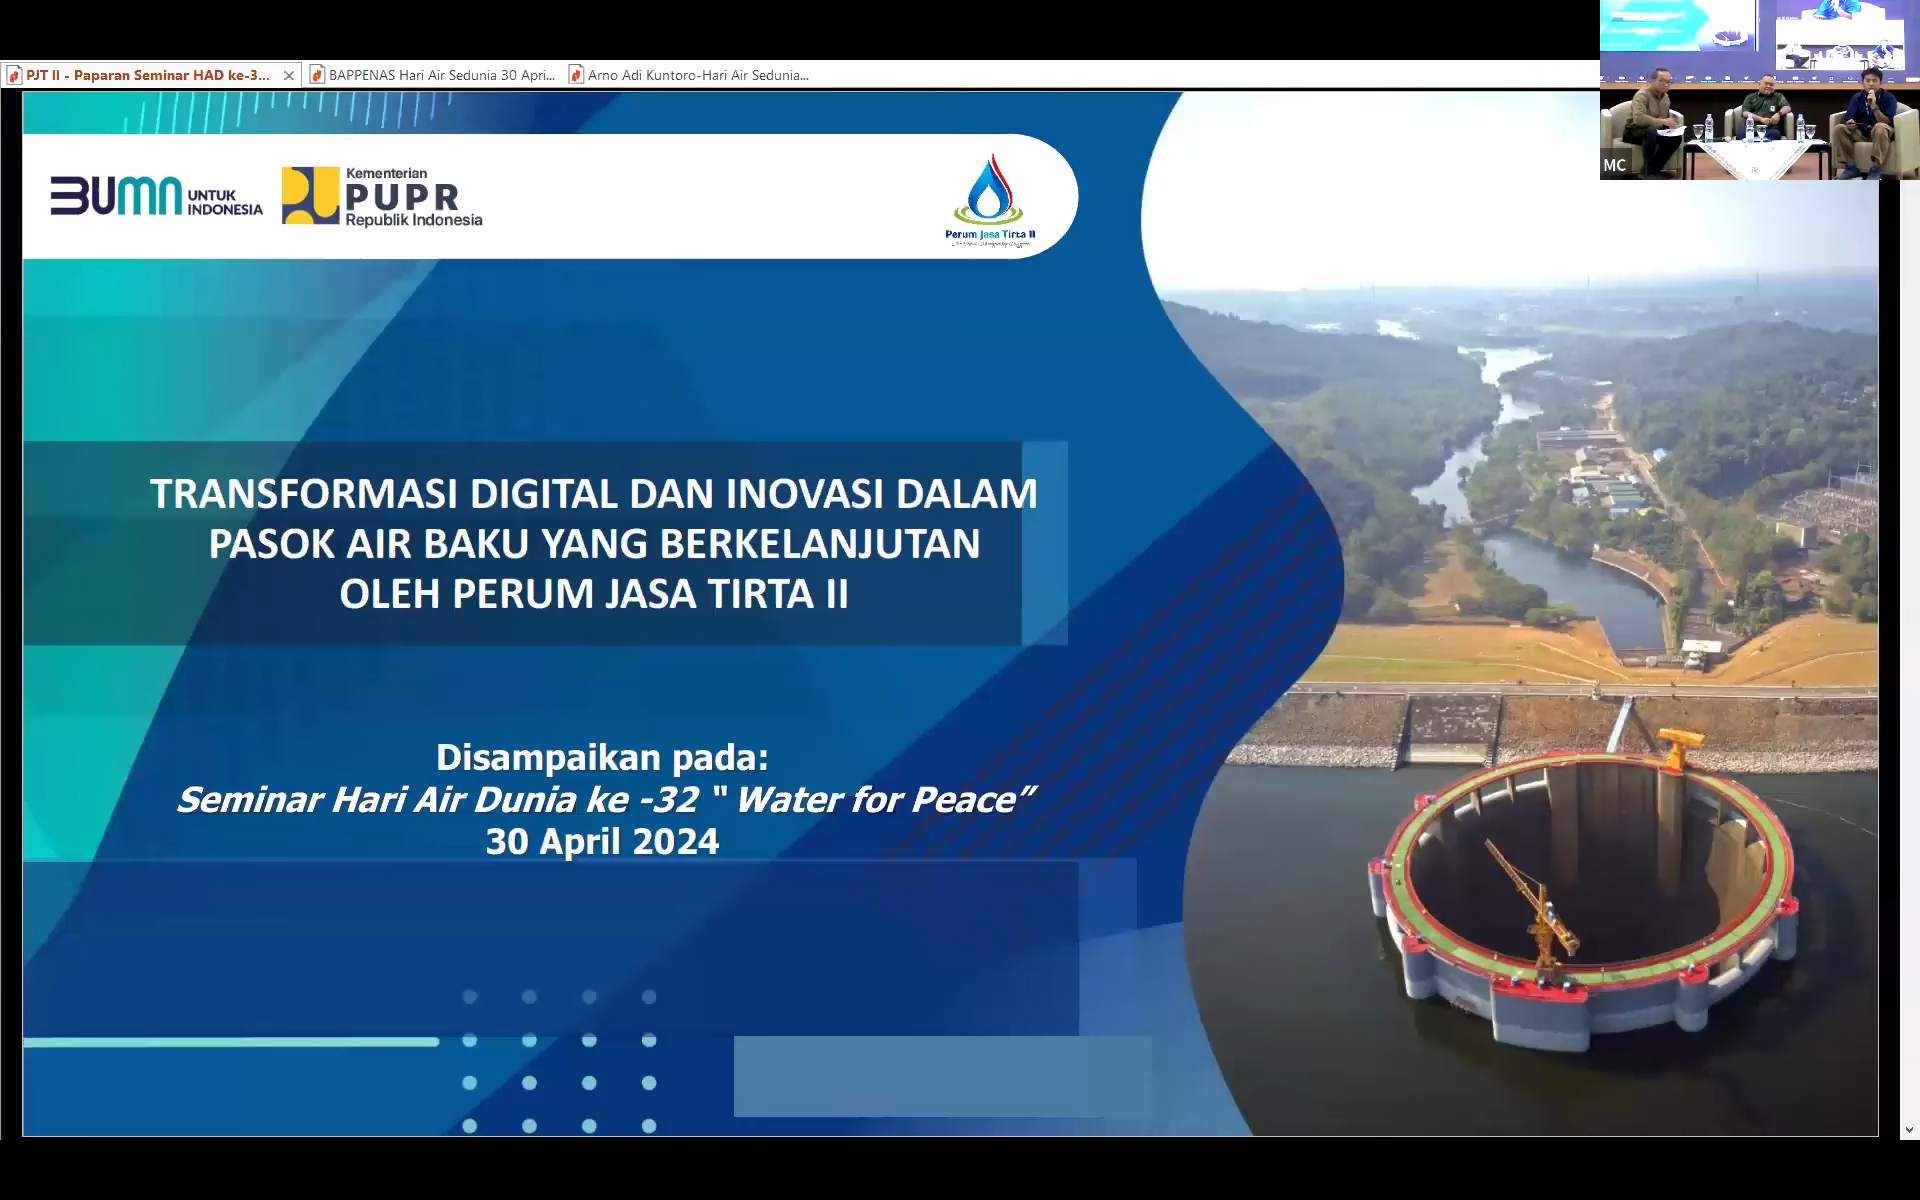 PJT II - Paparan Seminar HAD ke-3...
BAPPENAS Hari Air Sedunia 30 Apri...
Arno Adi Kuntoro-Hari Air Sedunia...
MC
BUMN UNTUK INDONESIA
Kementerian
PUPR
Republik Indonesia
Perum Jasa Tirta II
TRANSFORMASI DIGITAL DAN INOVASI DALAM
PASOK AIR BAKU YANG BERKELANJUTAN
OLEH PERUM JASA TIRTA II
Disampaikan pada:
Seminar Hari Air Dunia ke -32 " Water for Peace”
30 April 2024